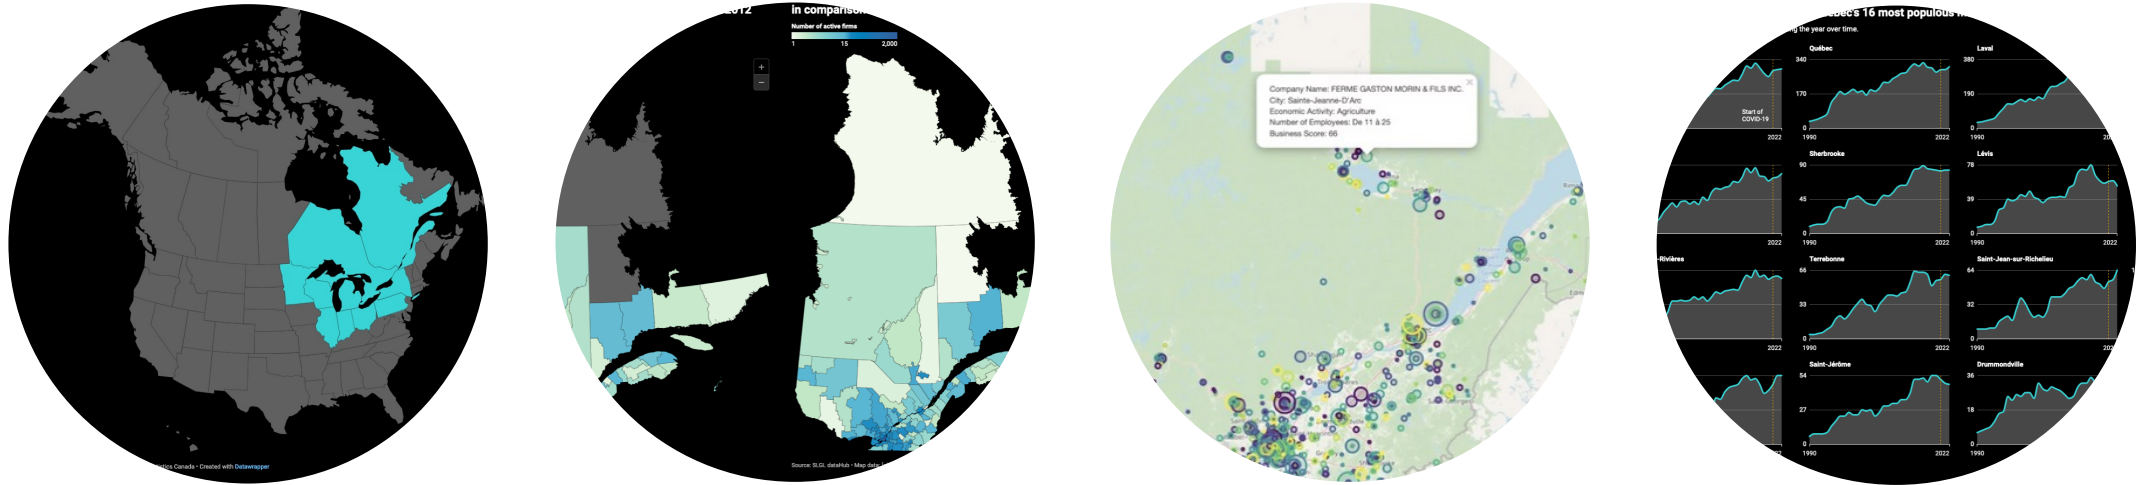 istics Canada • Created with Datawrapper
2012
in comparison
Number of active firms
1 15 2,000
+
−
Source: SLGI, dataHub • Map data:
Company Name: FERME GASTON MORIN & FILS INC.
City: Sainte-Jeanne-D'Arc
Economic Activity: Agriculture
Number of Employees: De 11 à 25
Business Score: 66
ébec's 16 most populous
the year over time.
Start of
COVID-19
2022
Québec
340
170
0
1990 2022
Laval
380
190
0
1990
2022
Sherbrooke
90
45
0
1990 2022
Lévis
78
39
0
1990 2022
-Rivières
2022
Terrebonne
66
33
0
1990 2022
Saint-Jean-sur-Richelieu
64
32
0
1990 2022
Saint-Jérôme
54
27
0
1990 2022
Drummondville
36
18
0
1990